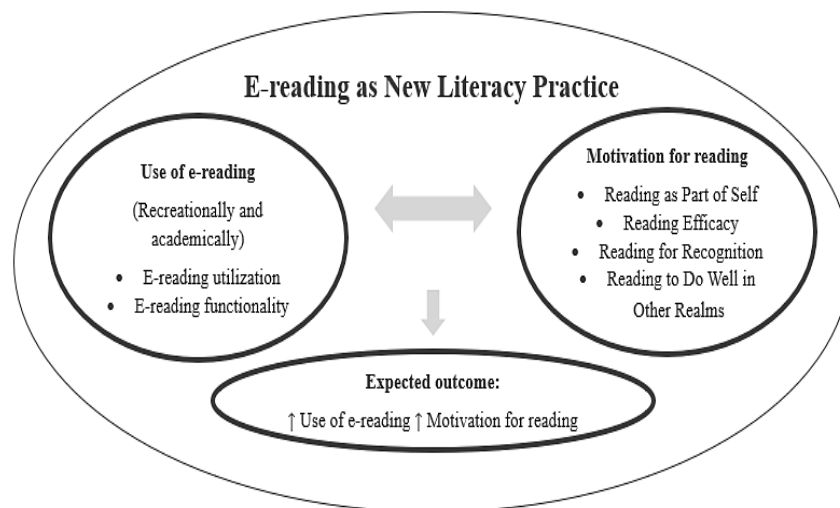 E-reading as New Literacy Practice
Use of e-reading
(Recreationally and
academically)
• E-reading utilization
• E-reading functionality
Motivation for reading
• Reading as Part of Self
• Reading Efficacy
• Reading for Recognition
• Reading to Do Well in
Other Realms
Expected outcome:
↑ Use of e-reading ↑ Motivation for reading